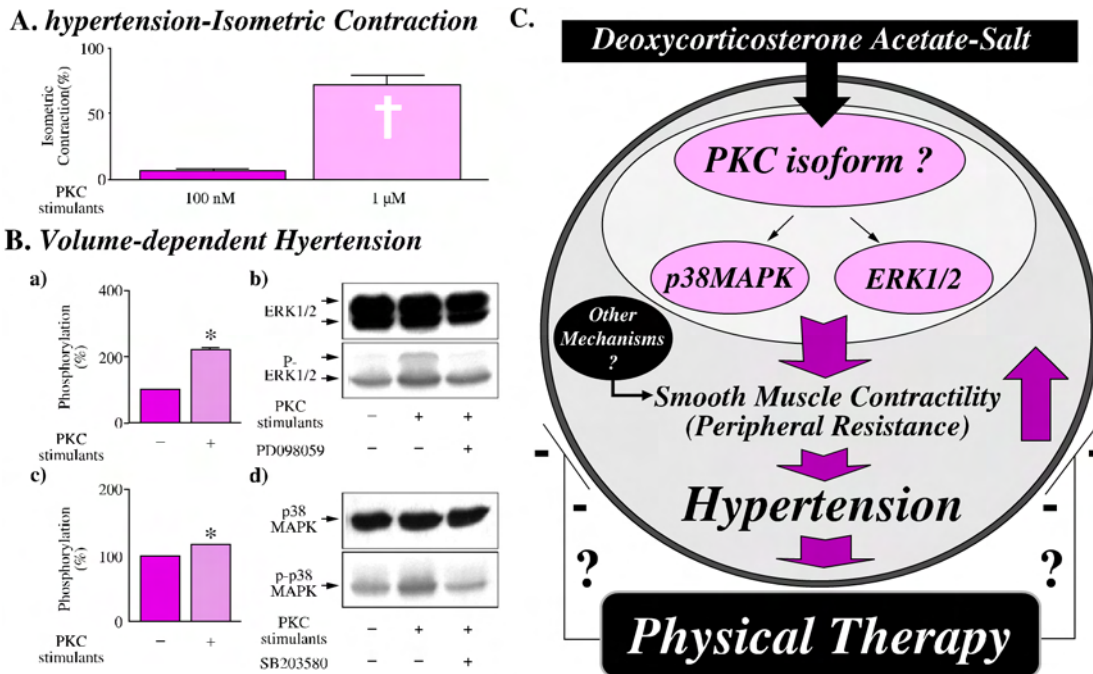 A. hypertension-Isometric Contraction
100
50
0
Isometric
Contraction(%)
PKC
stimulants
100 nM
1 µM
†
B. Volume-dependent Hyertension
a)
400
200
0
Phosphorylation
(%)
*
PKC
stimulants
−
+
b)
ERK1/2
P-
ERK1/2
PKC
stimulants
− + +
PD098059
− − +
c)
200
100
0
Phosphorylation
(%)
*
PKC
stimulants
−
+
d)
p38
MAPK
p-p38
MAPK
PKC
stimulants
− + +
SB203580
− − +
C.
Deoxycorticosterone Acetate-Salt
PKC isoform ?
p38MAPK
ERK1/2
Other
Mechanisms
?
Smooth Muscle Contractility
(Peripheral Resistance)
Hypertension
- -
- -
? ?
Physical Therapy